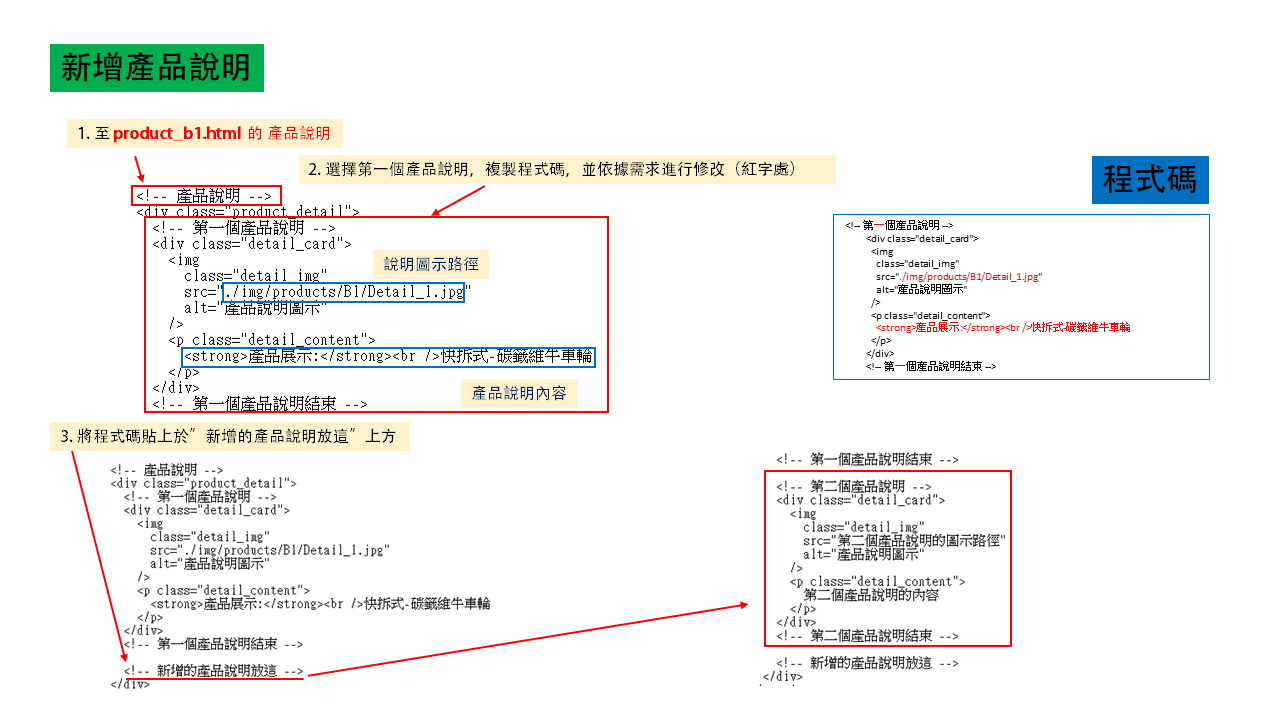 新增產品說明
1. 至 product_b1.html 的 產品說明
2. 選擇第一個產品說明，複製程式碼，並依據需求進行修改（紅字處）
<!-- 產品說明 -->
<div class="product_detail">
<!-- 第一個產品說明 -->
<div class="detail_card">
<img
class="detail_img"
說明圖示路徑
src="./img/products/B1/Detail_1.jpg"
alt="產品說明圖示"
/>
<p class="detail_content">
<strong>產品展示:</strong><br />快拆式-碳籤維牛車輪
</p>
</div>
產品說明內容
<!-- 第一個產品說明結束 -->
程式碼
<!-- 第一個產品說明 -->
<div class="detail_card">
<img
class="detail_img"
src="./img/products/B1/Detail_1.jpg"
alt="產品說明圖示"
/>
<p class="detail_content">
<strong>產品展示:</strong><br />快拆式-碳籤維牛車輪
</p>
</div>
<!-- 第一個產品說明結束 -->
3. 將程式碼貼上於”新增的產品說明放這”上方
<!-- 產品說明 -->
<div class="product_detail">
<!-- 第一個產品說明 -->
<div class="detail_card">
<img
class="detail_img"
src="./img/products/B1/Detail_1.jpg"
alt="產品說明圖示"
/>
<p class="detail_content">
<strong>產品展示:</strong><br />快拆式-碳籤維牛車輪
</p>
</div>
<!-- 第一個產品說明結束 -->
<!-- 新增的產品說明放這 -->
</div>
<!-- 第一個產品說明結束 -->
<!-- 第二個產品說明 -->
<div class="detail_card">
<img
class="detail_img"
src="第二個產品說明的圖示路徑"
alt="產品說明圖示"
/>
<p class="detail_content">
第二個產品說明的內容
</p>
</div>
<!-- 第二個產品說明結束 -->
<!-- 新增的產品說明放這 -->
</div>